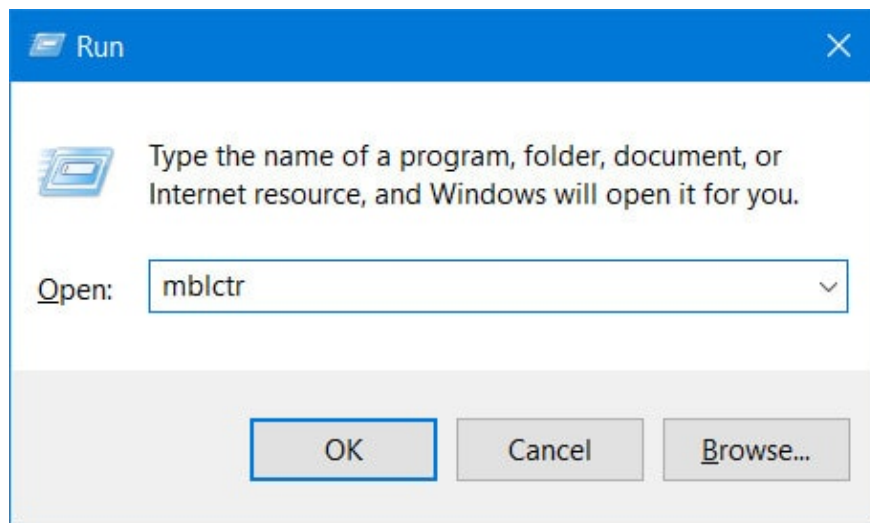 Run
Type the name of a program, folder, document, or
Internet resource, and Windows will open it for you.
Open: mblctr
OK Cancel Browse...